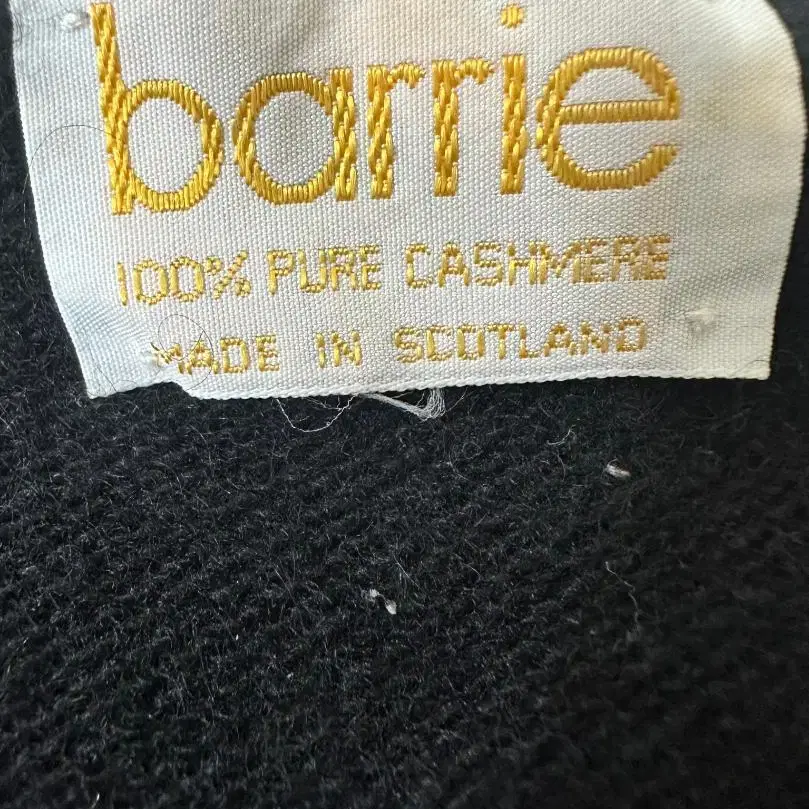 barrie
100% PURE CASHMERE
MADE IN SCOTLAND